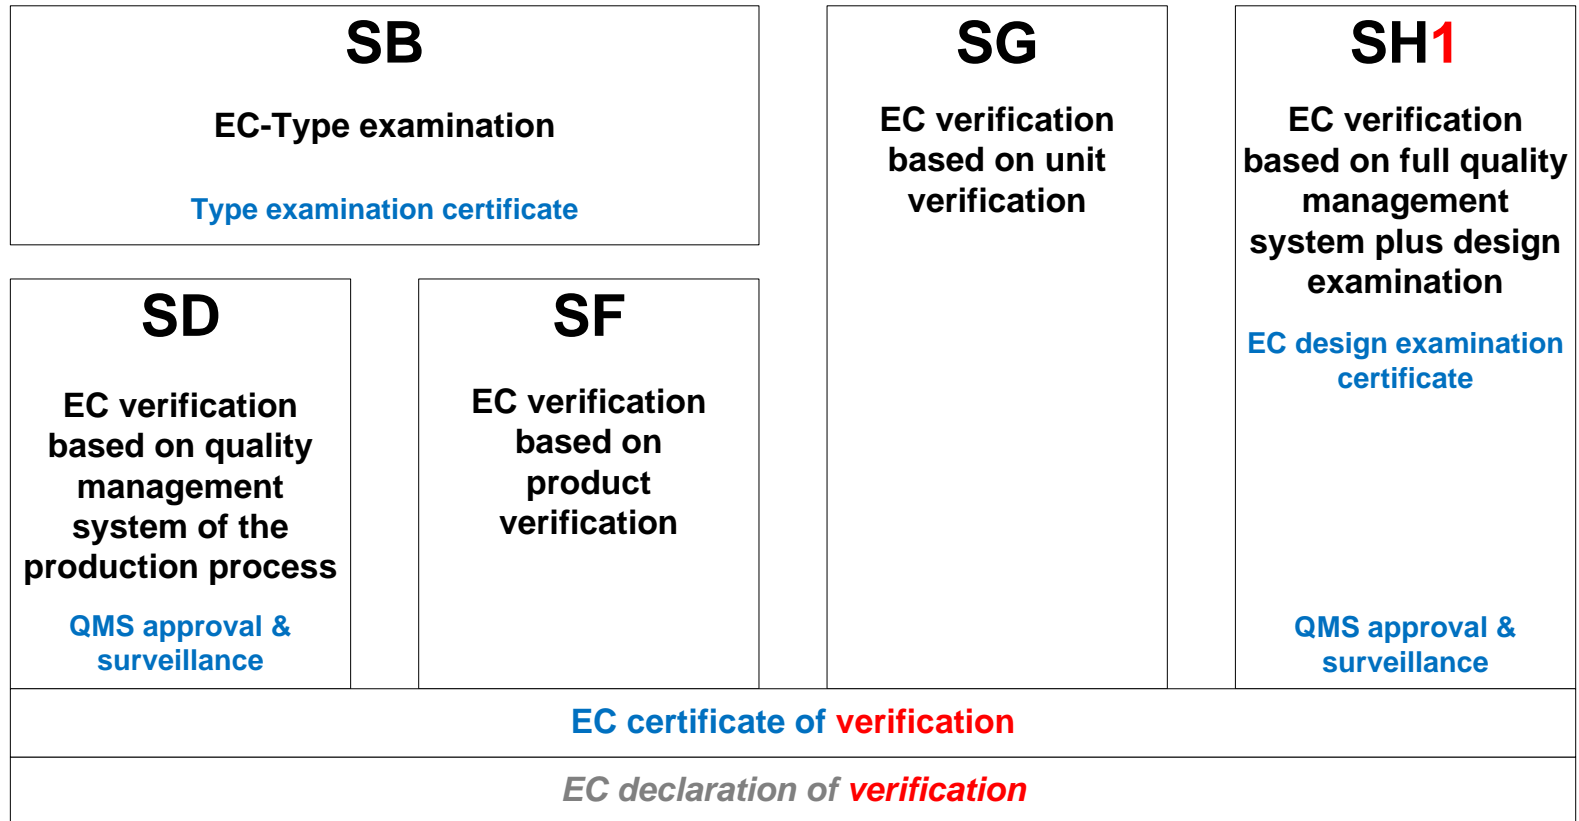 SB
EC-Type examination
Type examination certificate
SD
EC verification
based on quality
management
system of the
production process
QMS approval &
surveillance
SF
EC verification
based on
product
verification
SG
EC verification
based on unit
verification
SH1
EC verification
based on full quality
management
system plus design
examination
EC design examination
certificate
QMS approval &
surveillance
EC certificate of verification
EC declaration of verification